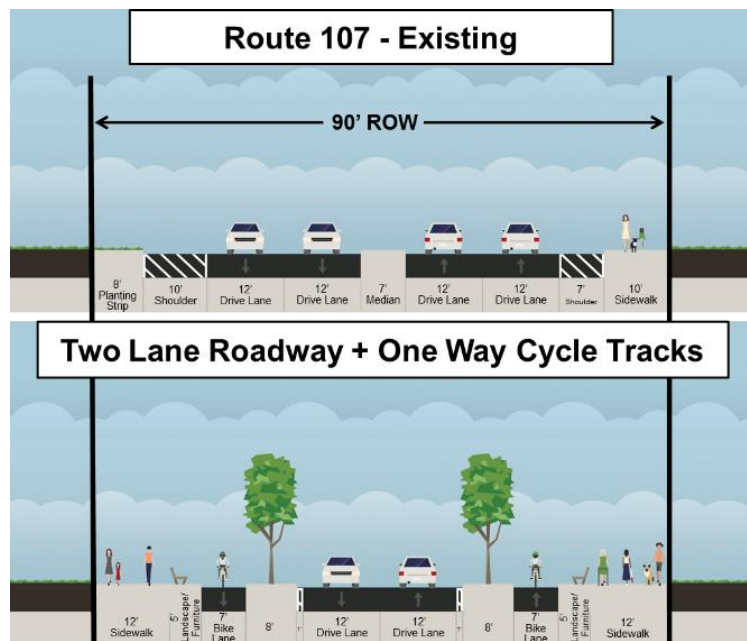 Route 107 - Existing
90' ROW
8'
Planting
Strip
10'
Shoulder
12'
Drive Lane
12'
Drive Lane
7'
Median
12'
Drive Lane
12'
Drive Lane
7'
Shoulder
10'
Sidewalk
Two Lane Roadway + One Way Cycle Tracks
12'
Sidewalk
5'
Landscape/
Furniture
7'
Bike
Lane
8'
1'
12'
Drive Lane
12'
Drive Lane
1'
8'
7'
Bike
Lane
5'
Landscape/
Furniture
12'
Sidewalk